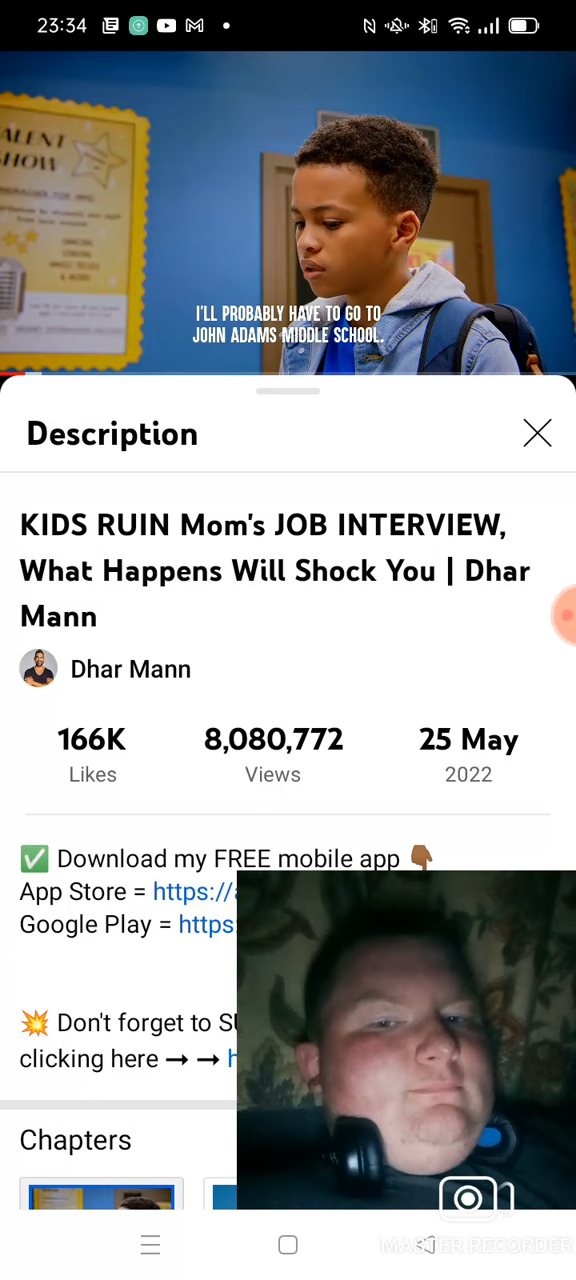 23:34
TALENT
SHOW
I'LL PROBABLY HAVE TO GO TO
JOHN ADAMS MIDDLE SCHOOL.
Description
KIDS RUIN Mom's JOB INTERVIEW,
What Happens Will Shock You | Dhar
Mann
Dhar Mann
166K 8,080,772 25 May
Likes Views 2022
✅ Download my FREE mobile app 👇🏾
App Store = https://
Google Play = https:
💥 Don't forget to
clicking here → →
Chapters
MASTER RECORDER